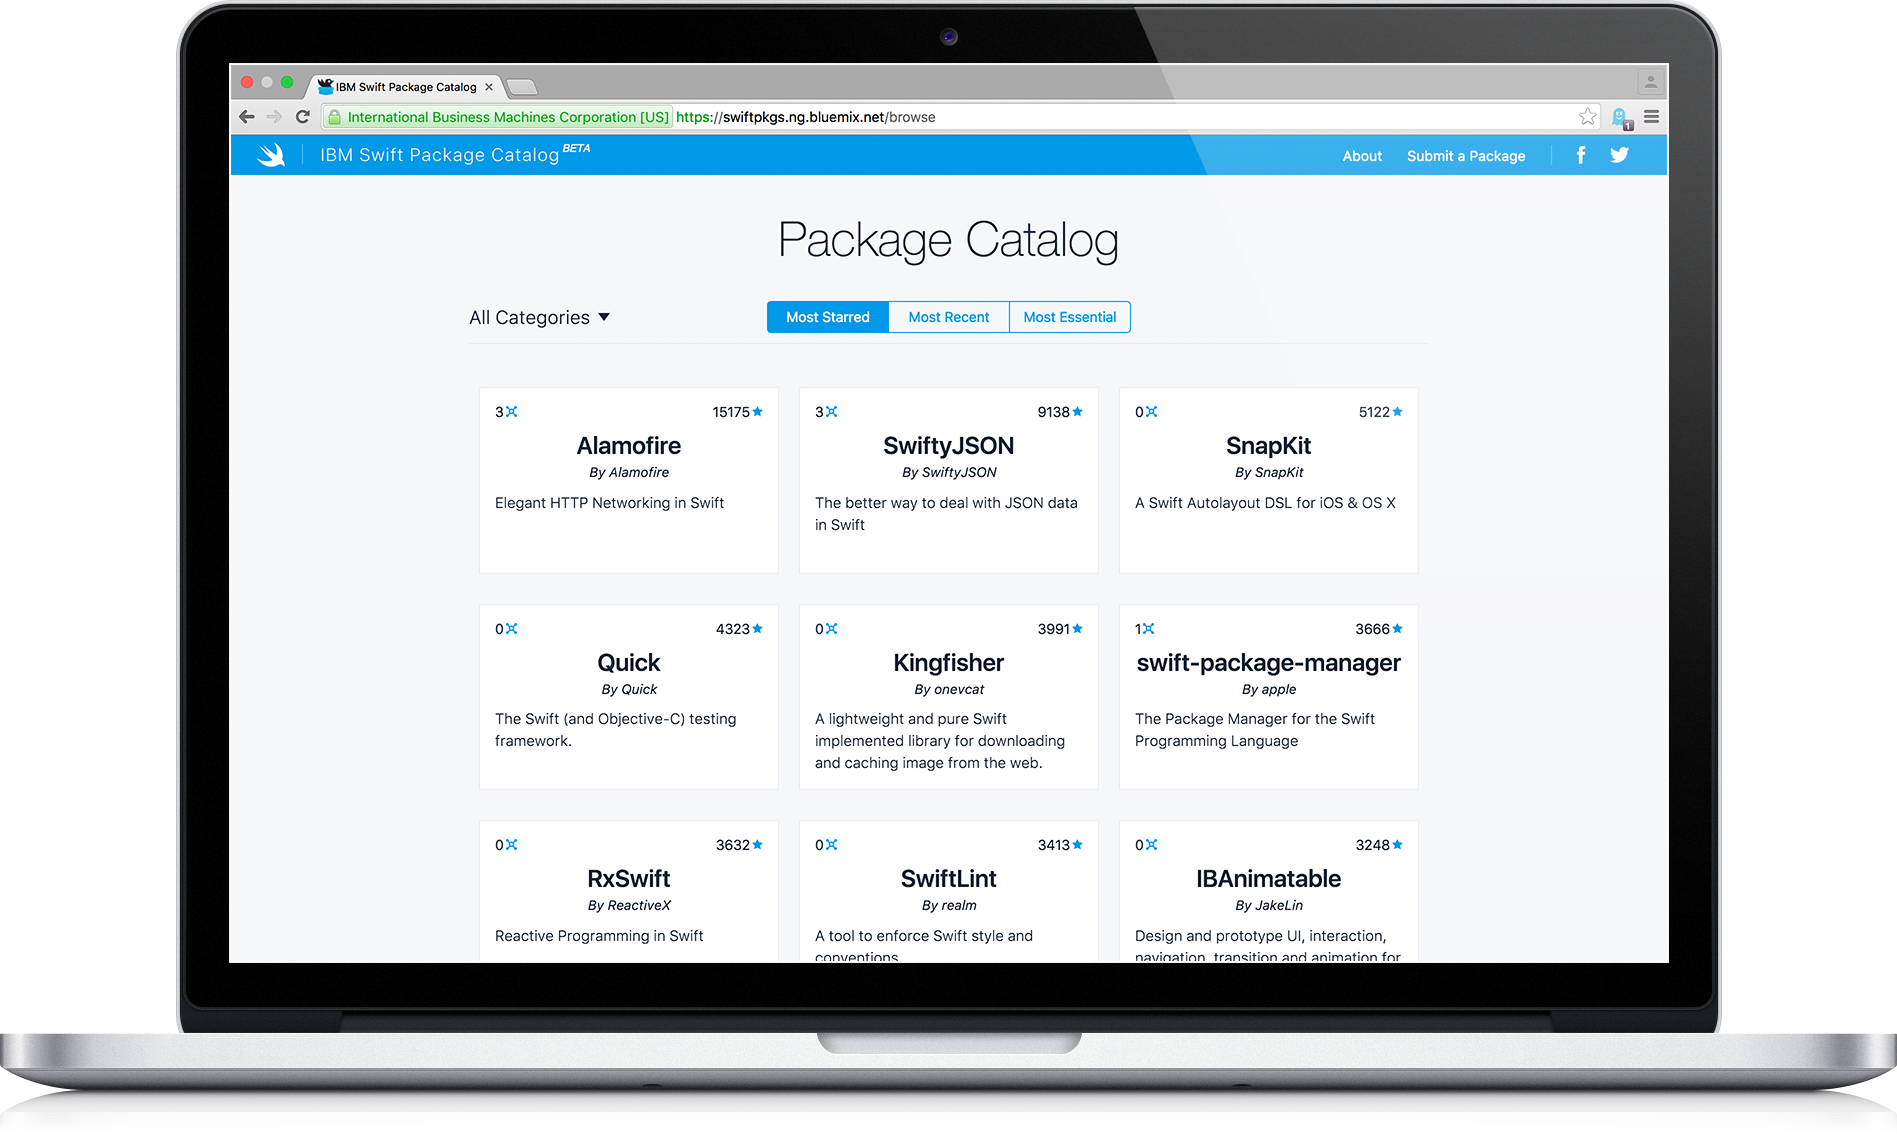 IBM Swift Package Catalog
International Business Machines Corporation [US] https://swiftpkgs.ng.bluemix.net/browse
1
IBM Swift Package Catalog BETA
About
Submit a Package
Package Catalog
All Categories
Most Starred
Most Recent
Most Essential
3
15175
Alamofire
By Alamofire
Elegant HTTP Networking in Swift
3
9138
SwiftyJSON
By SwiftyJSON
The better way to deal with JSON data
in Swift
0
5122
SnapKit
By SnapKit
A Swift Autolayout DSL for iOS & OS X
0
4323
Quick
By Quick
The Swift (and Objective-C) testing
framework.
0
3991
Kingfisher
By onevcat
A lightweight and pure Swift
implemented library for downloading
and caching image from the web.
1
3666
swift-package-manager
By apple
The Package Manager for the Swift
Programming Language
0
3632
RxSwift
By ReactiveX
Reactive Programming in Swift
0
3413
SwiftLint
By realm
A tool to enforce Swift style and
conventions
0
3248
IBAnimatable
By JakeLin
Design and prototype UI, interaction,
navigation, transition and animation for